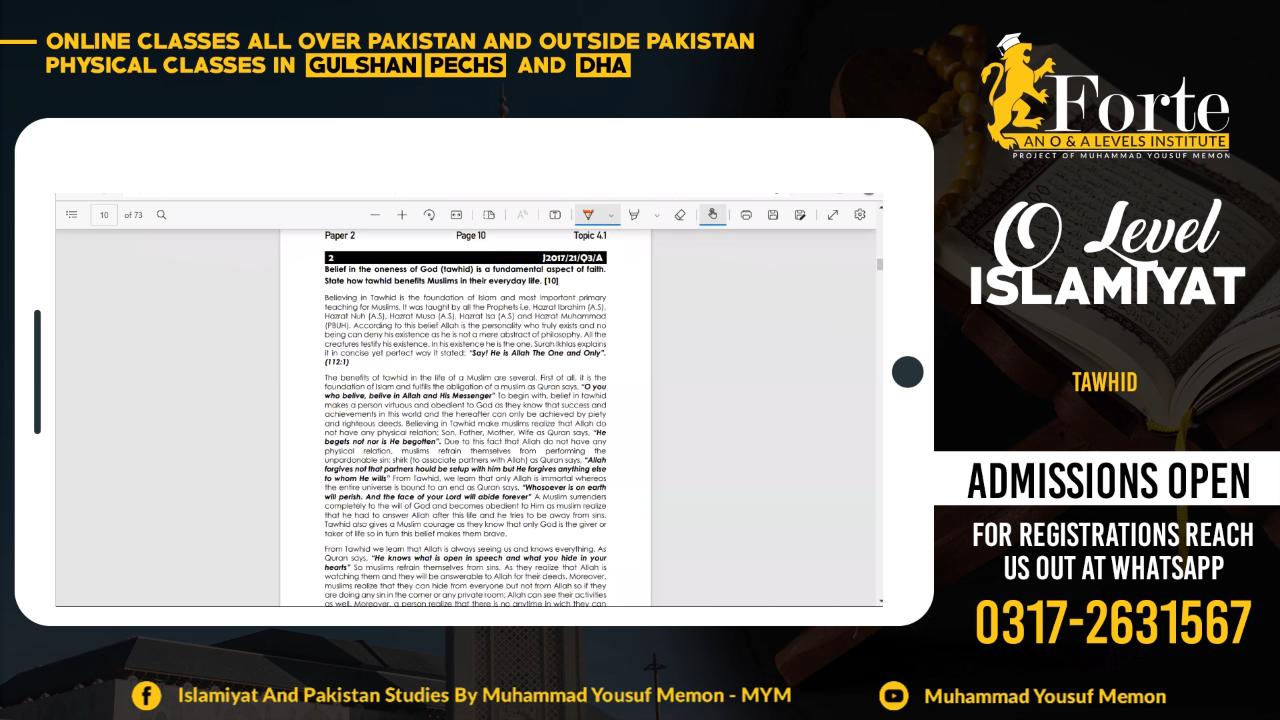 ONLINE CLASSES ALL OVER PAKISTAN AND OUTSIDE PAKISTAN
PHYSICAL CLASSES IN GULSHAN PECHS AND DHA
Forte
AN O & A LEVELS INSTITUTE
PROJECT OF MUHAMMAD YOUSUF MEMON
O Level
ISLAMIYAT
TAWHID
ADMISSIONS OPEN
FOR REGISTRATIONS REACH
US OUT AT WHATSAPP
0317-2631567
10 of 73
Paper 2 Page 10 Topic 4.1
2 J2017/21/Q3/A
Belief in the oneness of God (tawhid) is a fundamental aspect of faith.
State how tawhid benefits Muslims in their everyday life. [10]
Believing in Tawhid is the foundation of Islam and most important primary
teaching for Muslims. It was taught by all the Prophets i.e. Hazrat Ibrahim (A.S),
Hazrat Nuh (A.S), Hazrat Musa (A.S), Hazrat Isa (A.S) and Hazrat Muhammad
(PBUH). According to this belief Allah is the personality who truly exists and no
being can deny his existence as he is not a mere abstract of philosophy. All the
creatures testify his existence. In his existence he is the one. Surah Ikhlas explains
it in concise yet perfect way it stated: "Say! He is Allah The One and Only".
(112:1)
The benefits of tawhid in the life of a Muslim are several. First of all, it is the
foundation of Islam and fulfills the obligation of a muslim as Quran says, "O you
who belive, belive in Allah and His Messenger" To begin with, belief in tawhid
makes a person virtuous and obedient to God as they know that success and
achievements in this world and the hereafter can only be achieved by piety
and righteous deeds. Believing in Tawhid make muslims realize that Allah do
not have any physical relation; Son, Father, Mother, Wife as Quran says, "He
begets not nor is He begotten". Due to this fact that Allah do not have any
physical relation, muslims refrain themselves from performing the
unpardonable sin; shirk (to associate partners with Allah) as Quran says, "Allah
forgives not that partners hould be setup with him but He forgives anything else
to whom He wills" From Tawhid, we learn that only Allah is immortal whereas
the entire universe is bound to an end as Quran says, "Whosoever is on earth
will perish. And the face of your Lord will abide forever" A Muslim surrenders
completely to the will of God and becomes obedient to Him as muslim realize
that he had to answer Allah after this life and he tries to be away from sins.
Tawhid also gives a Muslim courage as they know that only God is the giver or
taker of life so in turn this belief makes them brave.
From Tawhid we learn that Allah is always seeing us and knows everything. As
Quran says, "He knows what is open in speech and what you hide in your
hearts" So muslims refrain themselves from sins. As they realize that Allah is
watching them and they will be answerable to Allah for their deeds. Moreover,
muslims realize that they can hide from everyone but not from Allah so if they
are doing any sin in the corner or any private room; Allah can see their activities
as well. Moreover, a person realize that there is no anytime in wich they can
Islamiyat And Pakistan Studies By Muhammad Yousuf Memon - MYM
Muhammad Yousuf Memon